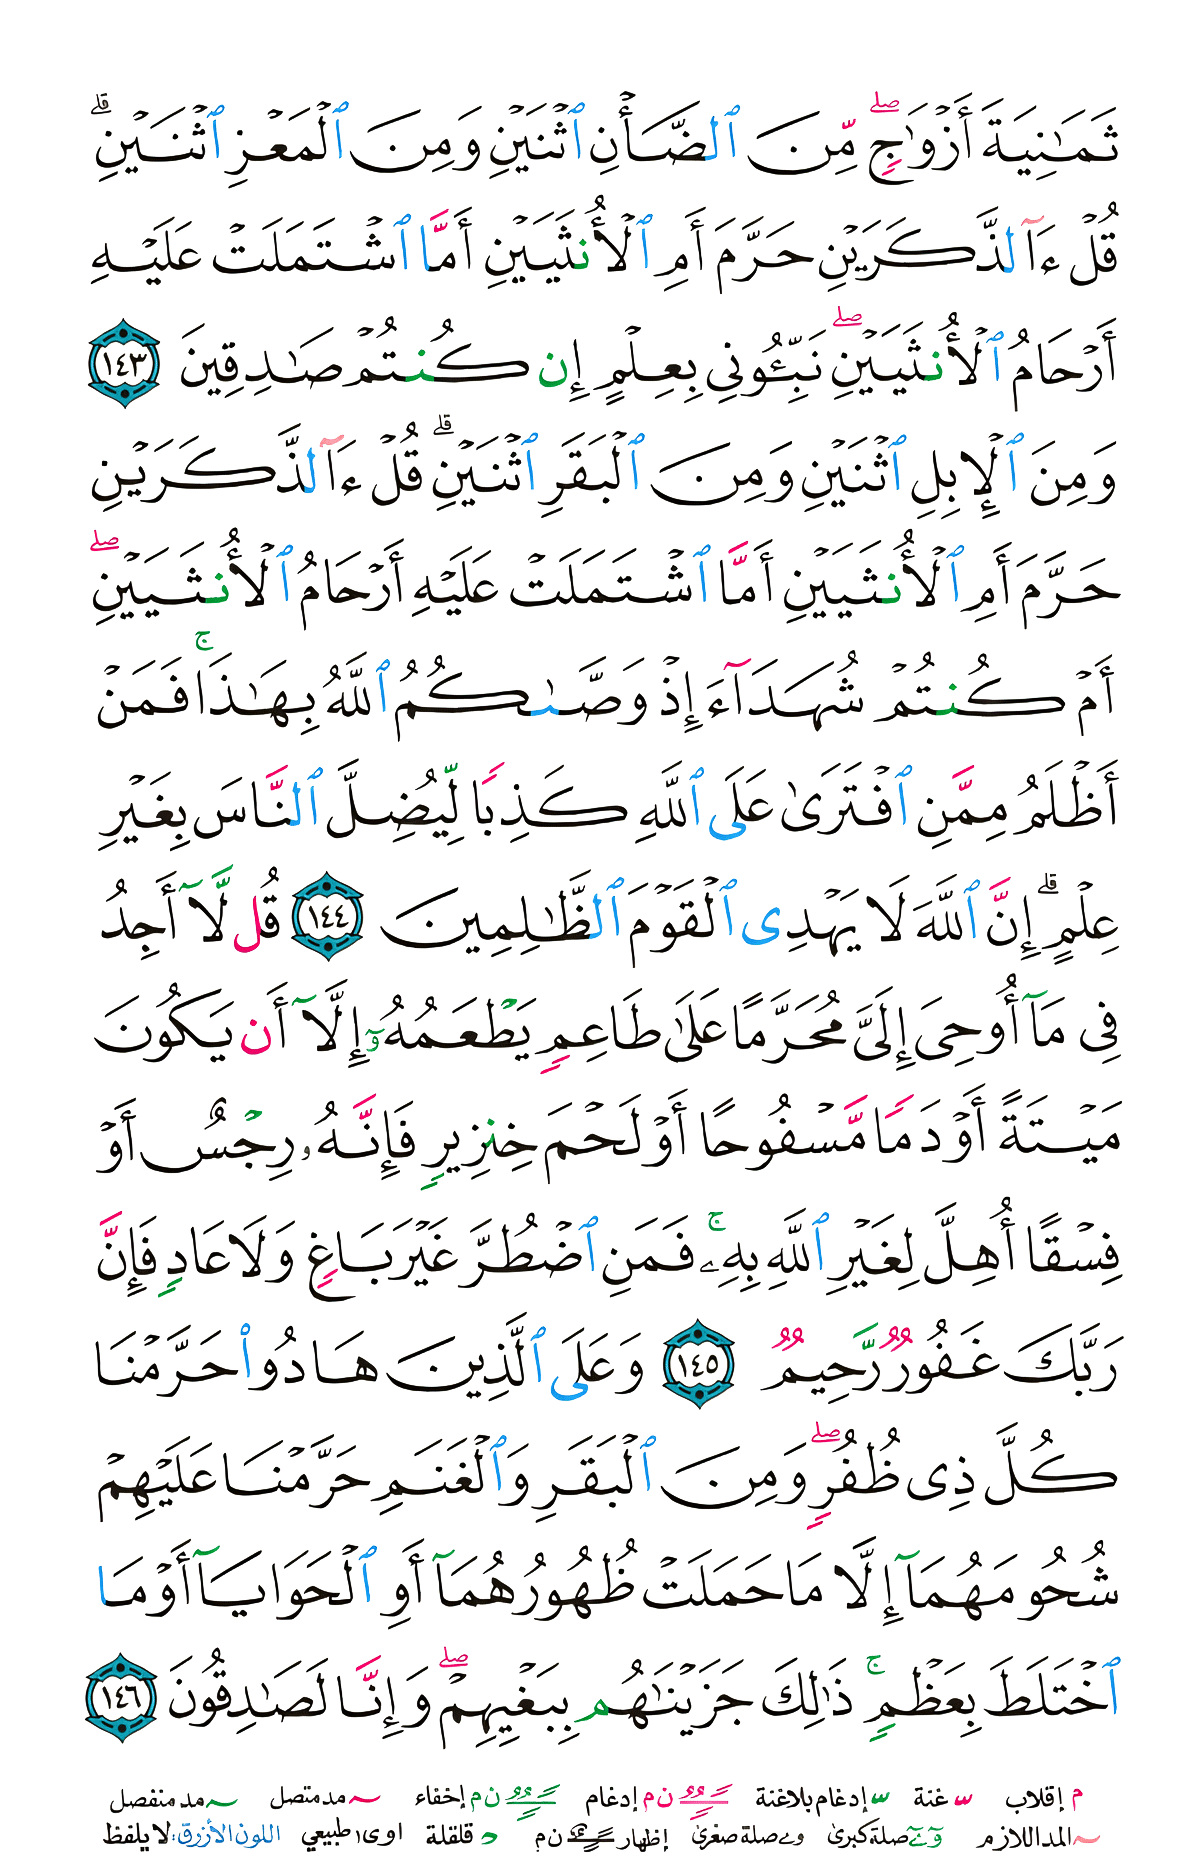 ثَمَٰنِيَةَ أَزۡوَٰجٖۖ مِّنَ ٱلضَّأۡنِ ٱثۡنَيۡنِ وَمِنَ ٱلۡمَعۡزِ ٱثۡنَيۡنِۗ
قُلۡ ءَآلذَّكَرَيۡنِ حَرَّمَ أَمِ ٱلۡأُنثَيَيۡنِ أَمَّا ٱشۡتَمَلَتۡ عَلَيۡهِ
أَرۡحَامُ ٱلۡأُنثَيَيۡنِۖ نَبِّـُٔونِي بِعِلۡمٍ إِن كُنتُمۡ صَٰدِقِينَ ١٤٣
وَمِنَ ٱلۡإِبِلِ ٱثۡنَيۡنِ وَمِنَ ٱلۡبَقَرِ ٱثۡنَيۡنِۗ قُلۡ ءَآلذَّكَرَيۡنِ
حَرَّمَ أَمِ ٱلۡأُنثَيَيۡنِ أَمَّا ٱشۡتَمَلَتۡ عَلَيۡهِ أَرۡحَامُ ٱلۡأُنثَيَيۡنِۖ
أَمۡ كُنتُمۡ شُهَدَآءَ إِذۡ وَصَّىٰكُمُ ٱللَّهُ بِهَٰذَاۚ فَمَنۡ
أَظۡلَمُ مِمَّنِ ٱفۡتَرَىٰ عَلَى ٱللَّهِ كَذِبٗا لِّيُضِلَّ ٱلنَّاسَ بِغَيۡرِ
عِلۡمٍۗ إِنَّ ٱللَّهَ لَا يَهۡدِي ٱلۡقَوۡمَ ٱلظَّٰلِمِينَ ١٤٤ قُل لَّآ أَجِدُ
فِي مَآ أُوحِيَ إِلَيَّ مُحَرَّمًا عَلَىٰ طَاعِمٖ يَطۡعَمُهُۥٓ إِلَّآ أَن يَكُونَ
مَيۡتَةً أَوۡ دَمٗا مَّسۡفُوحًا أَوۡ لَحۡمَ خِنزِيرٖ فَإِنَّهُۥ رِجۡسٌ أَوۡ
فِسۡقًا أُهِلَّ لِغَيۡرِ ٱللَّهِ بِهِۦۚ فَمَنِ ٱضۡطُرَّ غَيۡرَ بَاغٖ وَلَا عَادٖ فَإِنَّ
رَبَّكَ غَفُورٞ رَّحِيمٞ ١٤٥ وَعَلَى ٱلَّذِينَ هَادُواْ حَرَّمۡنَا
كُلَّ ذِي ظُفُرٖۖ وَمِنَ ٱلۡبَقَرِ وَٱلۡغَنَمِ حَرَّمۡنَا عَلَيۡهِمۡ
شُحُومَهُمَآ إِلَّا مَا حَمَلَتۡ ظُهُورُهُمَآ أَوِ ٱلۡحَوَايَآ أَوۡ مَا
ٱخۡتَلَطَ بِعَظۡمٖۚ ذَٰلِكَ جَزَيۡنَٰهُم بِبَغۡيِهِمۡۖ وَإِنَّا لَصَٰدِقُونَ ١٤٦
م إقلاب غنة إدغام بلاغنة ن م إدغام ن م إخفاء مد متصل مد منفصل
المد اللازم صلة كبرى و ے صلة صغرى إظهار ن م قلقلة اوى ا طبيعي اللون الأزرق: لا يلفظ